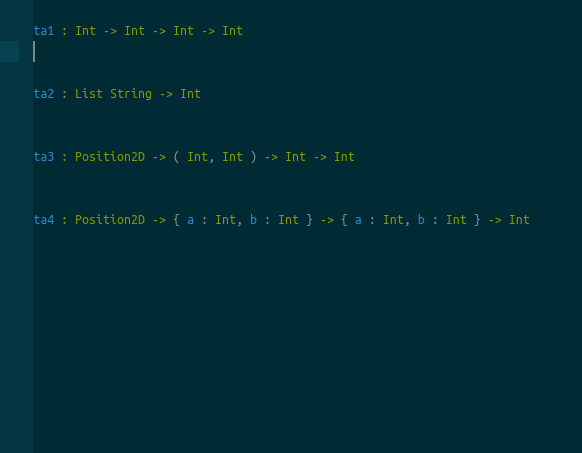 ta1 : Int -> Int -> Int -> Int
ta2 : List String -> Int
ta3 : Position2D -> ( Int, Int ) -> Int -> Int
ta4 : Position2D -> { a : Int, b : Int } -> { a : Int, b : Int } -> Int